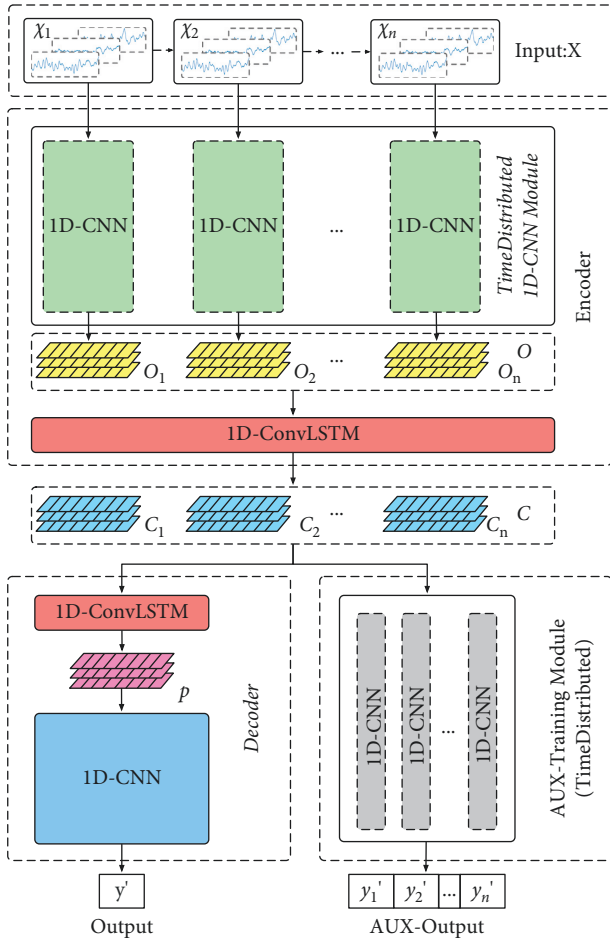 χ1 χ2 ... χn Input:X
1D-CNN 1D-CNN ... 1D-CNN
TimeDistributed
1D-CNN Module
Encoder
O1 O2 ... On O
1D-ConvLSTM
C1 C2 ... Cn C
1D-ConvLSTM
p
1D-CNN
Decoder
1D-CNN 1D-CNN ... 1D-CNN
AUX-Training Module
(TimeDistributed)
y'
Output
y1' y2' ... yn'
AUX-Output